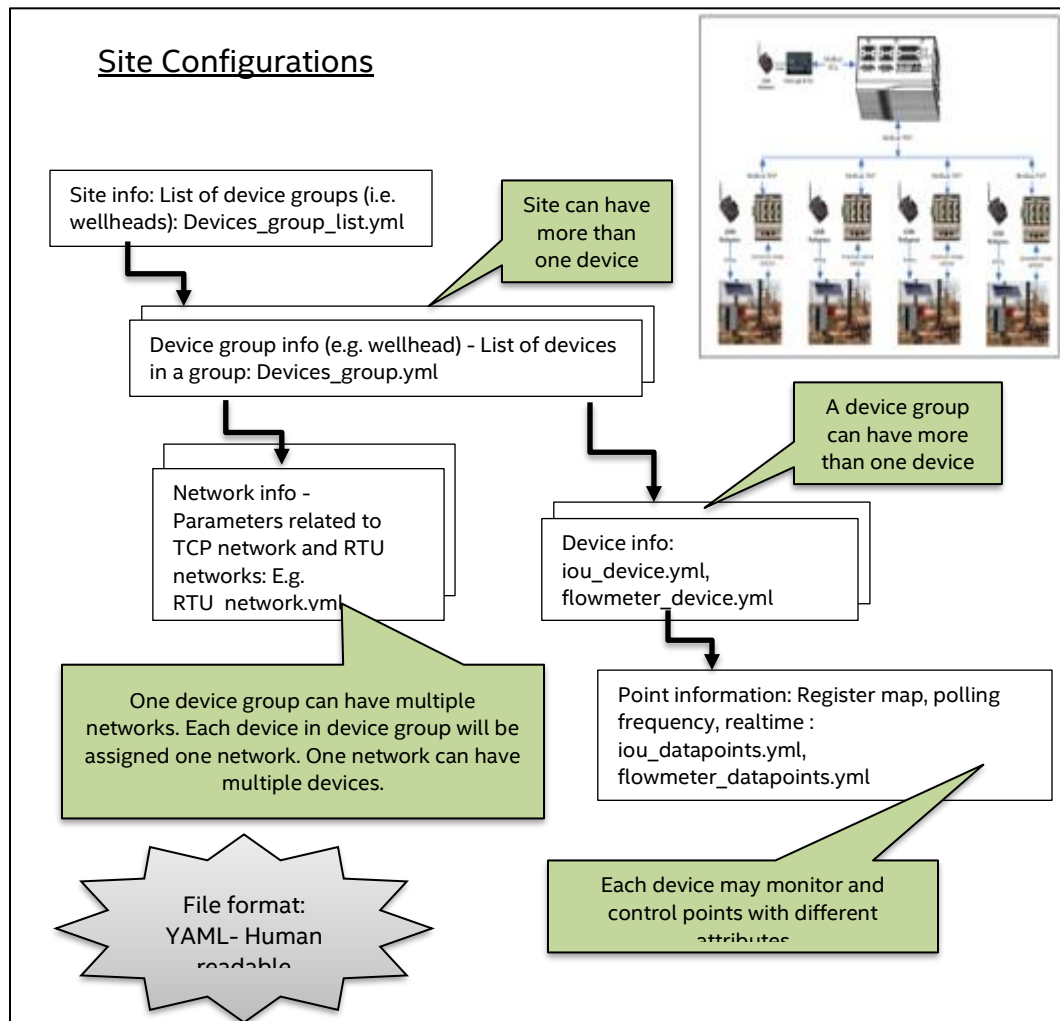 Site Configurations
Site info: List of device groups (i.e.
wellheads): Devices_group_list.yml
Site can have
more than
one device
Device group info (e.g. wellhead) - List of devices
in a group: Devices_group.yml
A device group
can have more
than one device
Network info -
Parameters related to
TCP network and RTU
networks: E.g.
RTU_network.yml
Device info:
iou_device.yml,
flowmeter_device.yml
One device group can have multiple
networks. Each device in device group will be
assigned one network. One network can have
multiple devices.
Point information: Register map, polling
frequency, realtime :
iou_datapoints.yml,
flowmeter_datapoints.yml
Each device may monitor and
control points with different
attributes
File format:
YAML- Human
readable